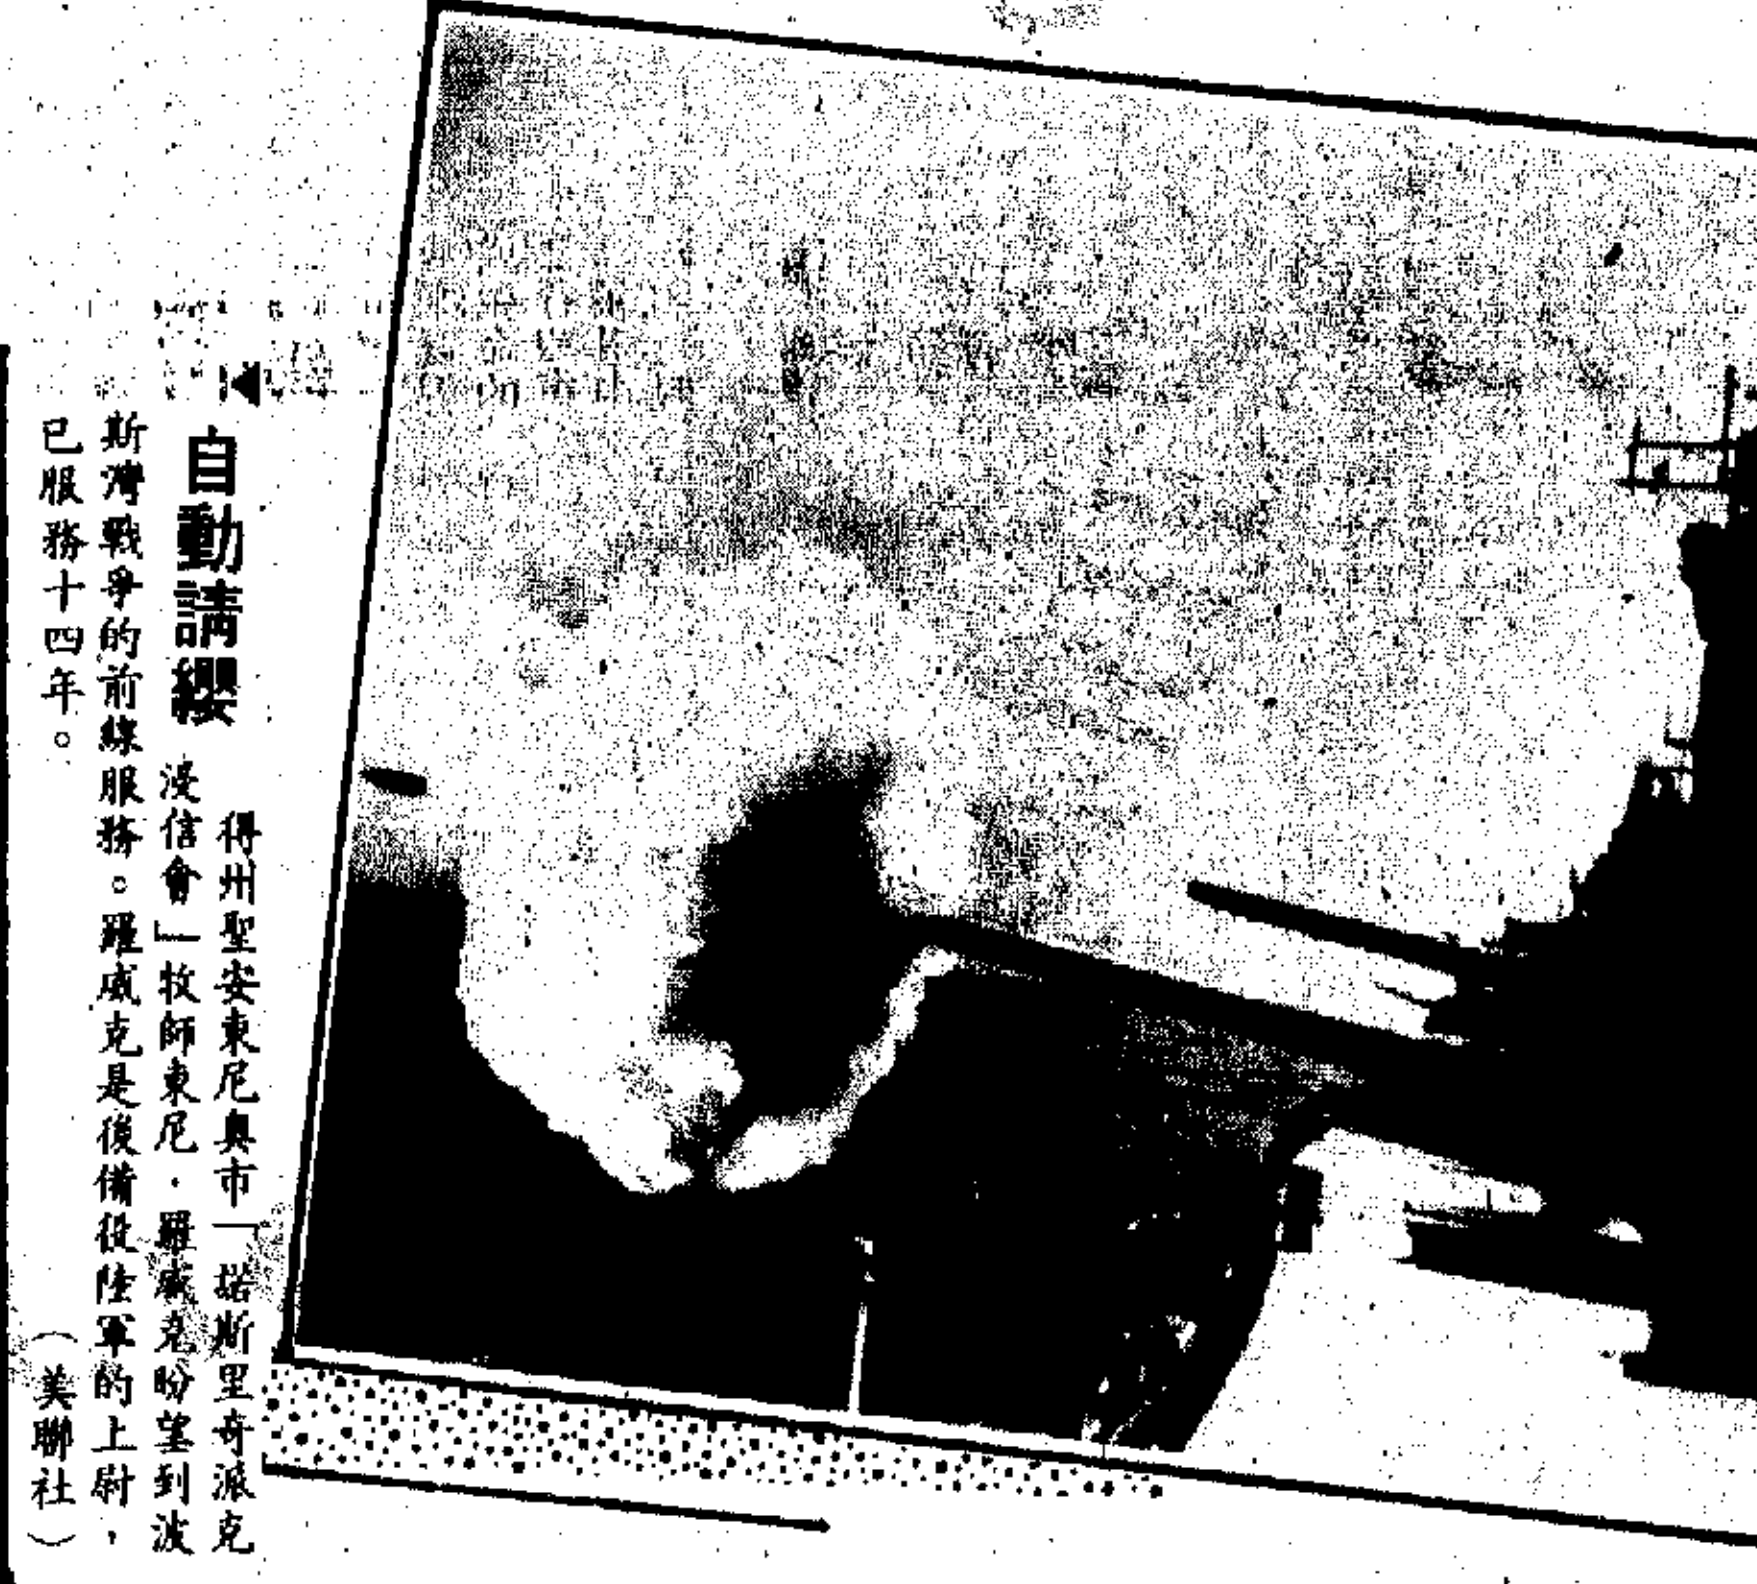 自動請纓
得州聖安東尼奧市「諾斯里奇派克
浸信會」牧師東尼·羅威克盼望到波
斯灣戰爭的前線服務。羅威克是後備役陸軍的上尉，
已服務十四年。（美聯社）